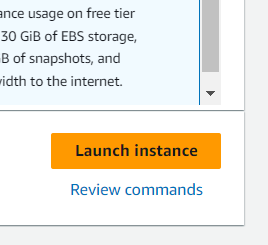 ance usage on free tier
30 GiB of EBS storage,
B of snapshots, and
width to the internet.
Launch instance
Review commands